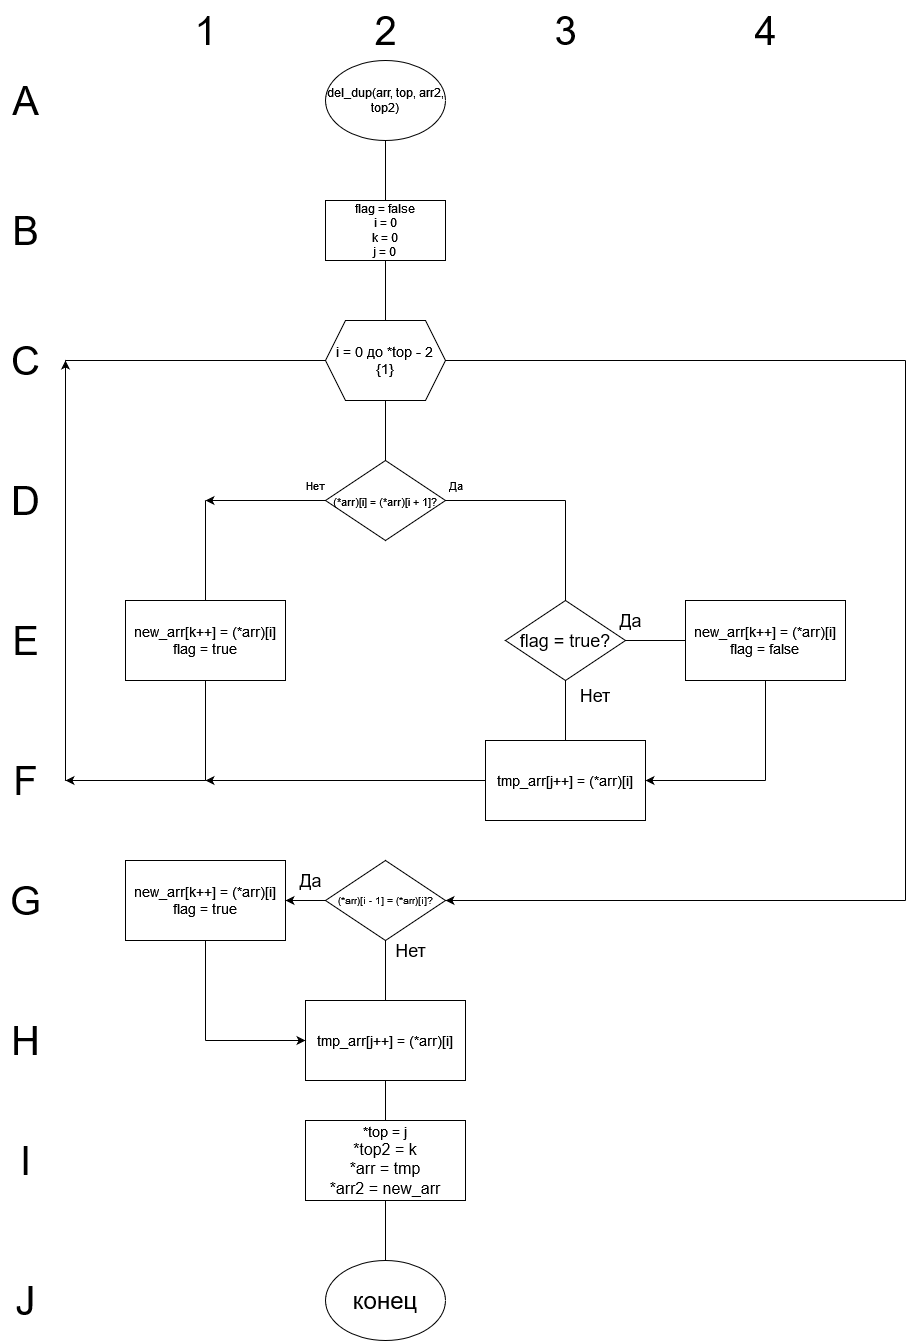 1 2 3 4
A
del_dup(arr, top, arr2,
top2)
B
flag = false
i = 0
k = 0
j = 0
C
i = 0 до *top - 2
{1}
D
Нет
(*arr)[i] = (*arr)[i + 1]?
Да
E
new_arr[k++] = (*arr)[i]
flag = true
flag = true?
Да
new_arr[k++] = (*arr)[i]
flag = false
Нет
F
tmp_arr[j++] = (*arr)[i]
G
new_arr[k++] = (*arr)[i]
flag = true
Да
(*arr)[i - 1] = (*arr)[i]?
Нет
H
tmp_arr[j++] = (*arr)[i]
I
*top = j
*top2 = k
*arr = tmp
*arr2 = new_arr
J
конец